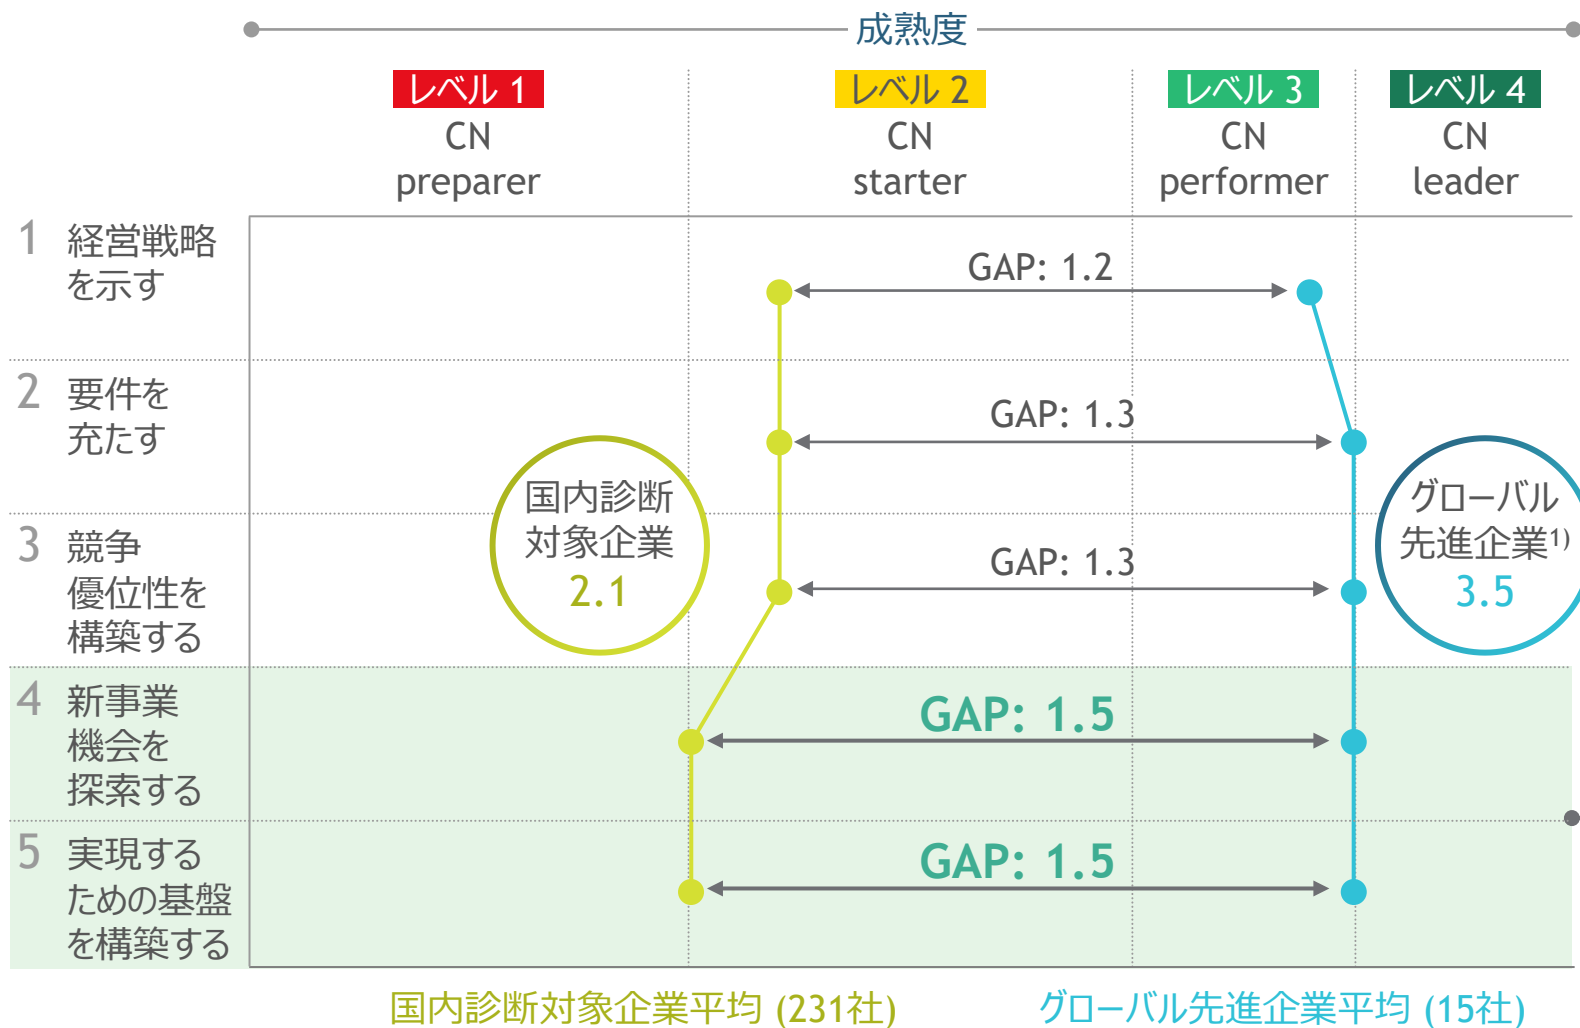 成熟度
レベル 1
CN
preparer
レベル 2
CN
starter
レベル 3
CN
performer
レベル 4
CN
leader
1 経営戦略
を示す
GAP: 1.2
2 要件を
充たす
GAP: 1.3
国内診断
対象企業
2.1
グローバル
先進企業1)
3.5
3 競争
優位性を
構築する
GAP: 1.3
4 新事業
機会を
探索する
GAP: 1.5
5 実現する
ための基盤
を構築する
GAP: 1.5
国内診断対象企業平均 (231社)
グローバル先進企業平均 (15社)